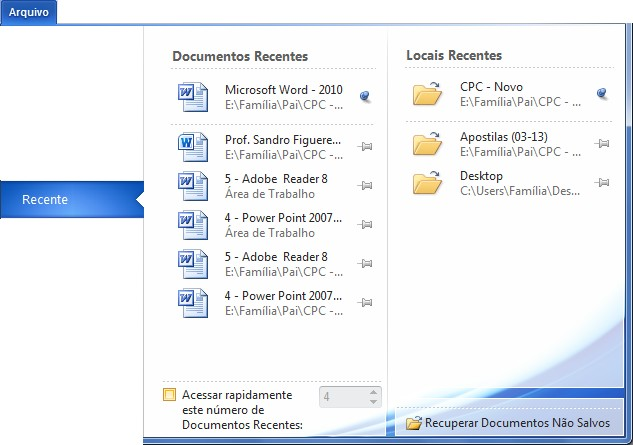 Arquivo
Recente
Documentos Recentes
Microsoft Word - 2010
E:\Família\Pai\CPC -...
Prof. Sandro Figuere...
E:\Família\Pai\CPC -...
5 - Adobe  Reader 8
Área de Trabalho
4 - Power Point 2007...
Área de Trabalho
5 - Adobe  Reader 8
E:\Família\Pai\CPC -...
4 - Power Point 2007...
E:\Família\Pai\CPC -...
Acessar rapidamente
este número de
Documentos Recentes:
4
Locais Recentes
CPC - Novo
E:\Família\Pai\CPC - ...
Apostilas (03-13)
E:\Família\Pai\CPC - ...
Desktop
C:\Users\Família\Des...
Recuperar Documentos Não Salvos